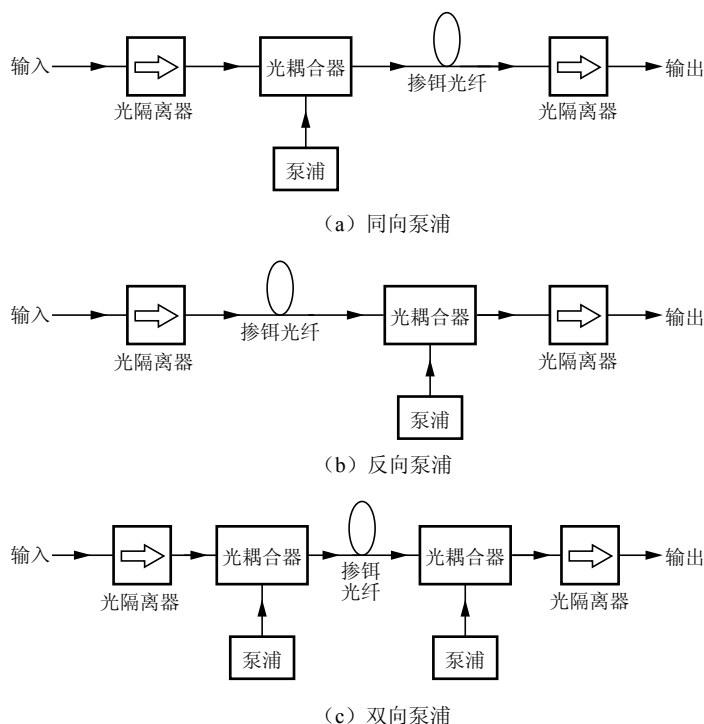 输入
光隔离器
光耦合器
泵浦
掺铒光纤
光隔离器
输出
（a）同向泵浦
输入
光隔离器
掺铒光纤
光耦合器
泵浦
光隔离器
输出
（b）反向泵浦
输入
光隔离器
光耦合器
泵浦
掺铒
光纤
光耦合器
泵浦
光隔离器
输出
（c）双向泵浦